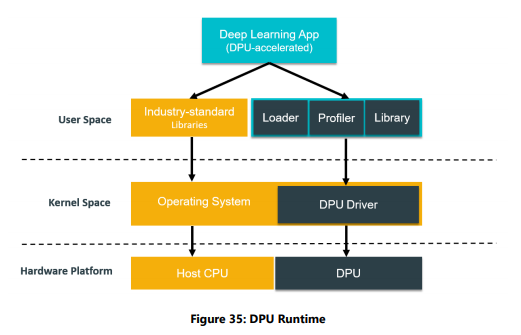 Deep Learning App
(DPU-accelerated)
User Space
Industry-standard
Libraries
Loader
Profiler
Library
Kernel Space
Operating System
DPU Driver
Hardware Platform
Host CPU
DPU
Figure 35: DPU Runtime